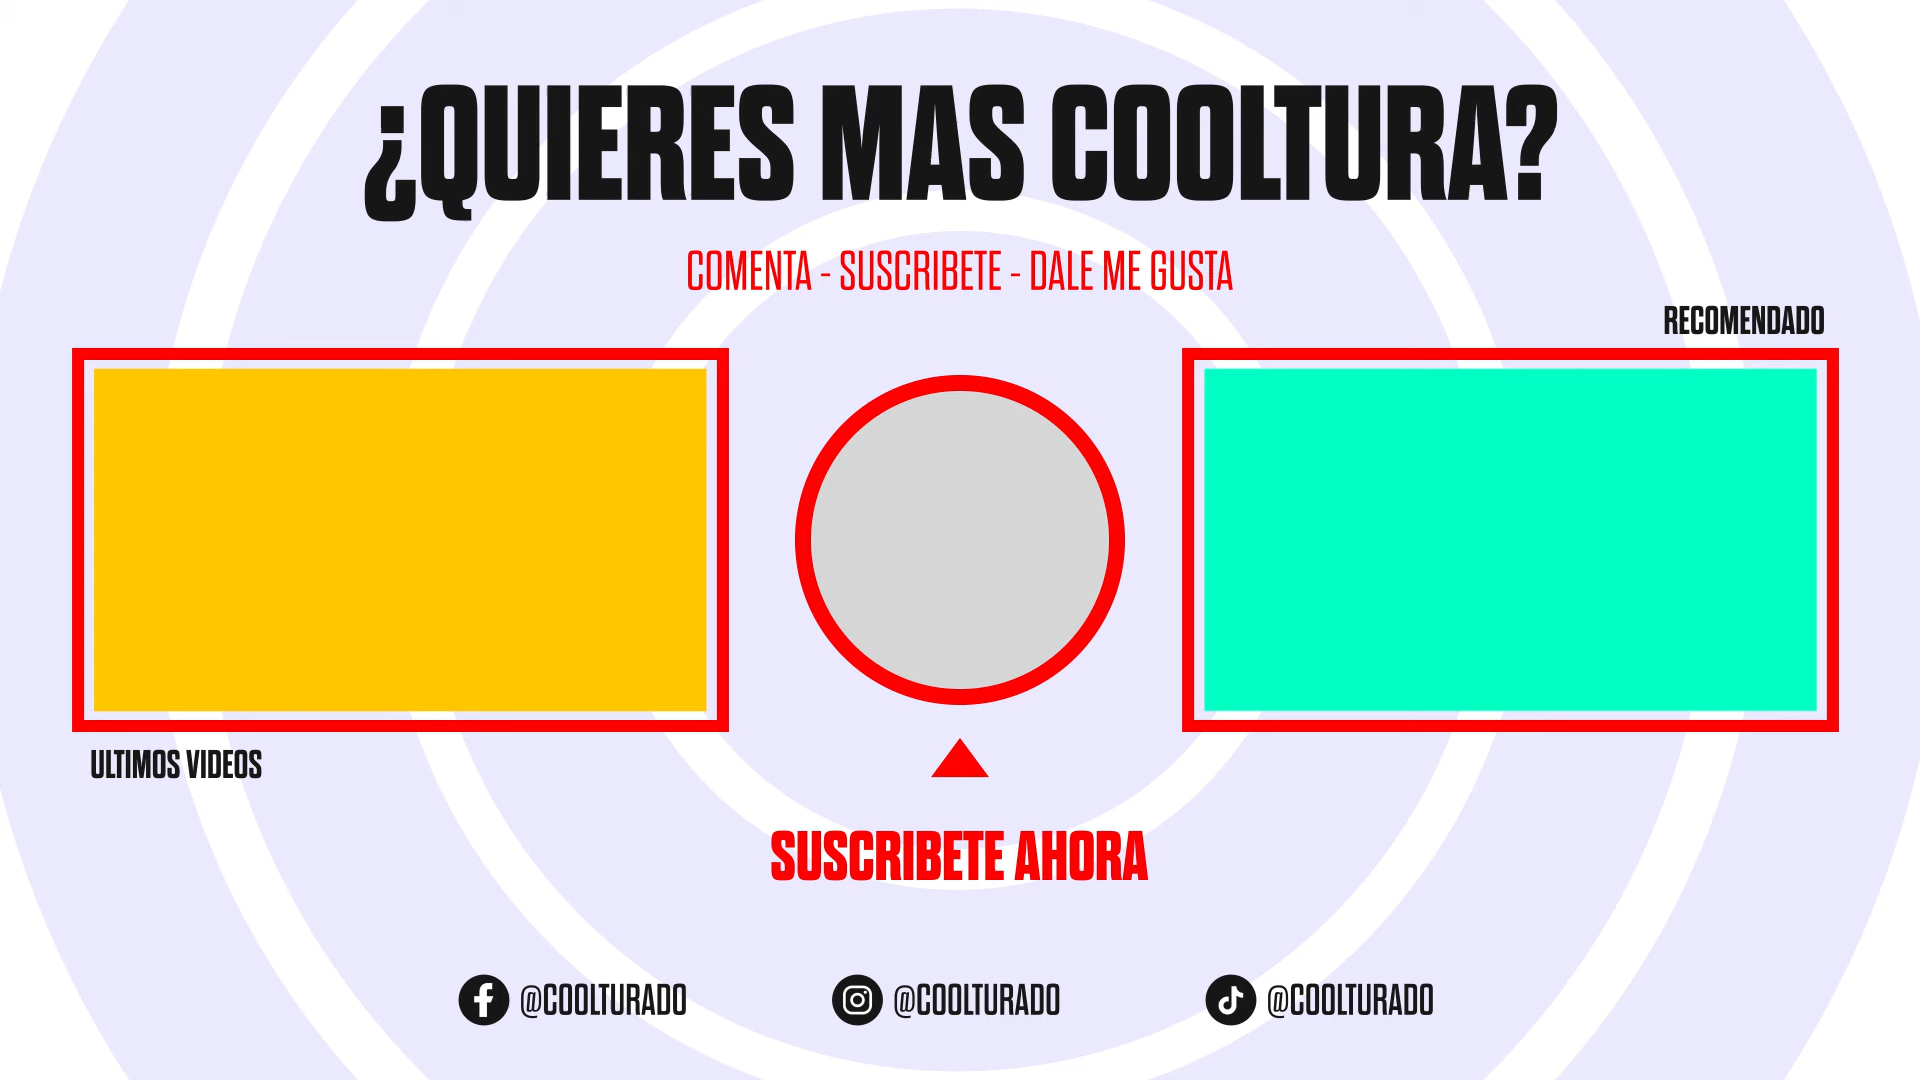 ¿QUIERES MAS COOLTURA?
COMENTA - SUSCRIBETE - DALE ME GUSTA
RECOMENDADO
ULTIMOS VIDEOS
SUSCRIBETE AHORA
@COOLTURADO
@COOLTURADO
@COOLTURADO